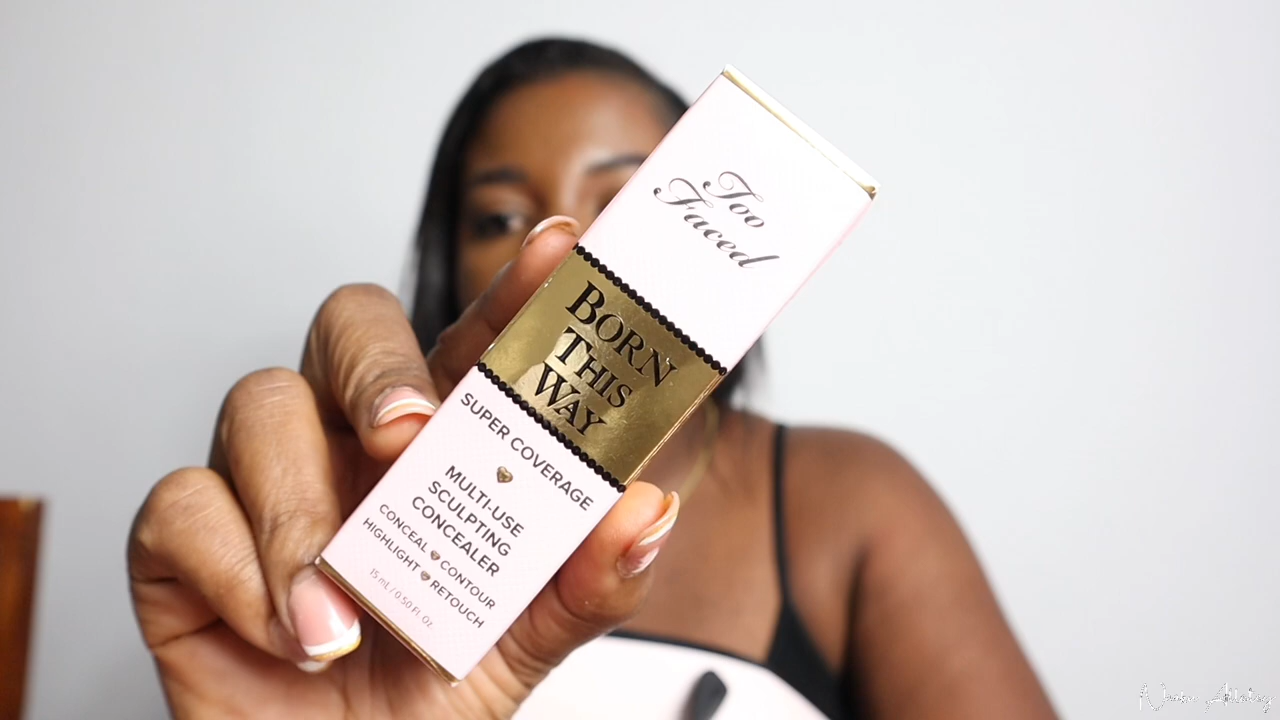 Too
Faced
BORN
THIS
WAY
SUPER COVERAGE
MULTI-USE
SCULPTING
CONCEALER
CONCEAL CONTOUR
HIGHLIGHT RETOUCH
15 mL / 0.50 Fl. Oz